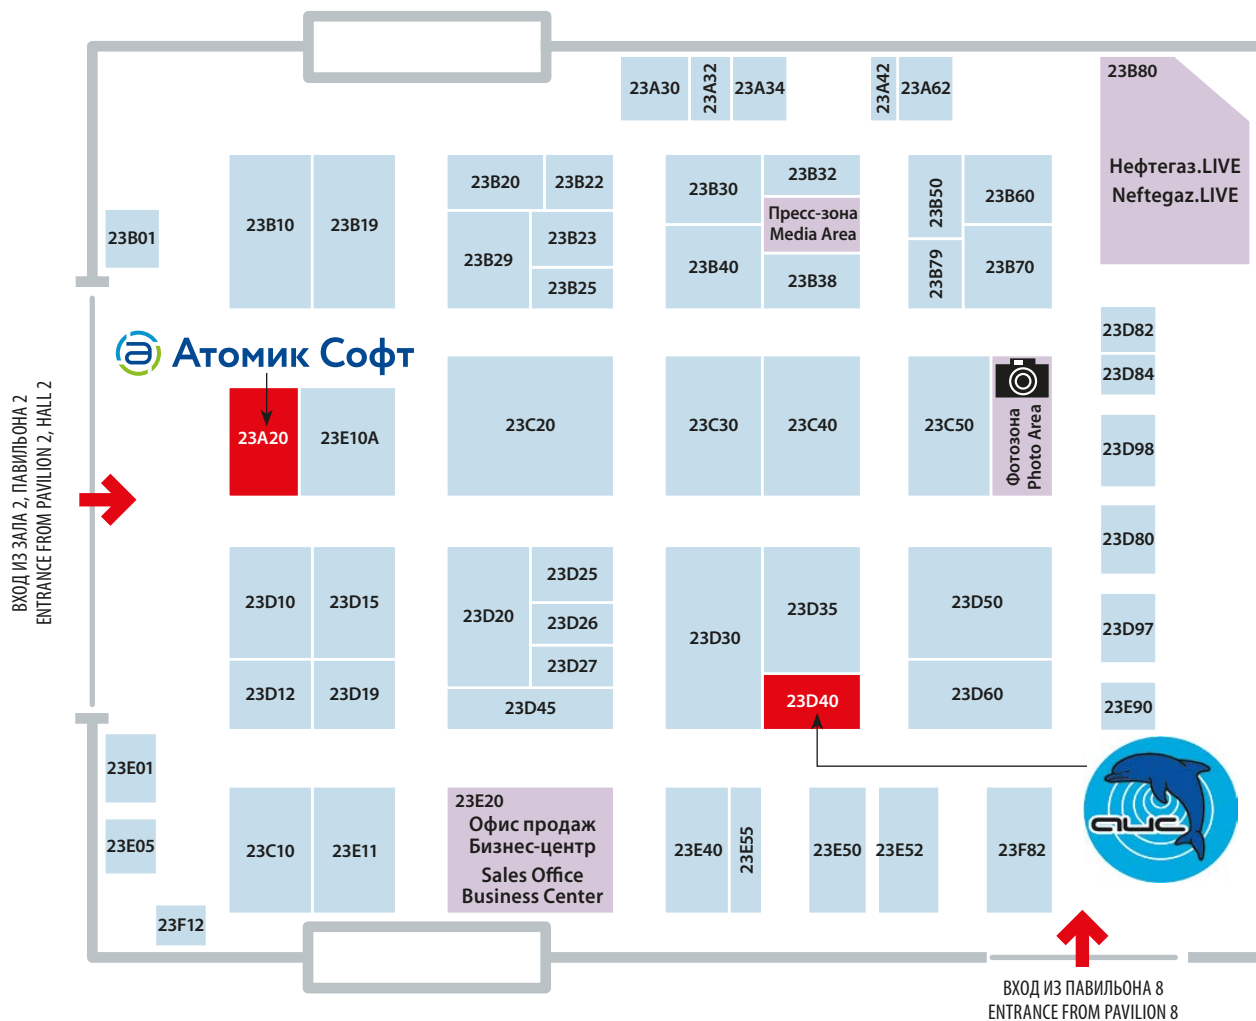 23A30
23A32
23A34
23A42
23A62
23B80
Нефтегаз.LIVE
Neftegaz.LIVE
23B01
23B10
23B19
23B20
23B22
23B29
23B23
23B25
23B30
23B32
Пресс-зона
Media Area
23B40
23B38
23B50
23B60
23B79
23B70
23D82
23D84
Атомик Софт
23A20
23E10A
23C20
23C30
23C40
23C50
Фотозона
Photo Area
23D98
ВХОД ИЗ ЗАЛА 2, ПАВИЛЬОНА 2
ENTRANCE FROM PAVILION 2, HALL 2
23D80
23D10
23D15
23D20
23D25
23D26
23D27
23D30
23D35
23D50
23D97
23D12
23D19
23D45
23D40
23D60
23E90
23E01
23E05
аис
23C10
23E11
23E20
Офис продаж
Бизнес-центр
Sales Office
Business Center
23E40
23E55
23E50
23E52
23F82
23F12
ВХОД ИЗ ПАВИЛЬОНА 8
ENTRANCE FROM PAVILION 8